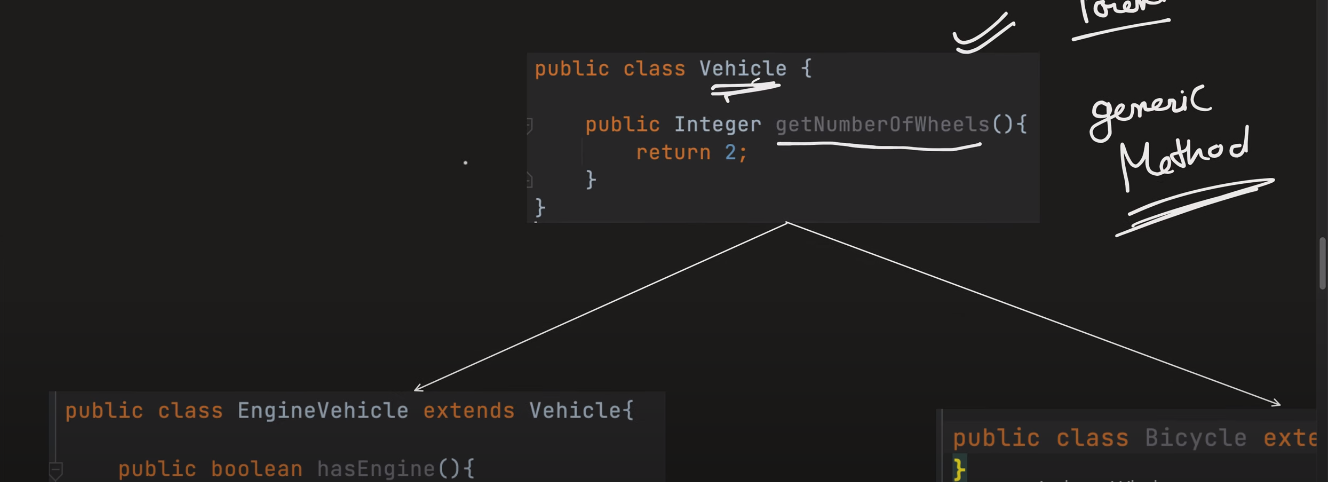 public class Vehicle {
public Integer getNumberOfWheels(){
return 2;
}
}
generic
Method
public class EngineVehicle extends Vehicle{
public boolean hasEngine(){
public class Bicycle exte
}